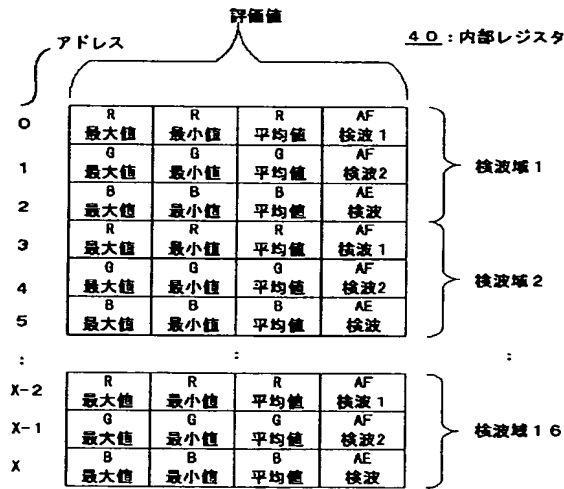 評価値
アドレス
40:内部レジスタ
0
R 最大値 R 最小値 R 平均値 AF 検波1
1
G 最大値 G 最小値 G 平均値 AF 検波2
2
B 最大値 B 最小値 B 平均値 AE 検波
検波域1
3
R 最大値 R 最小値 R 平均値 AF 検波1
4
G 最大値 G 最小値 G 平均値 AF 検波2
5
B 最大値 B 最小値 B 平均値 AE 検波
検波域2
: : :
X-2
R 最大値 R 最小値 R 平均値 AF 検波1
X-1
G 最大値 G 最小値 G 平均値 AF 検波2
X
B 最大値 B 最小値 B 平均値 AE 検波
検波域16